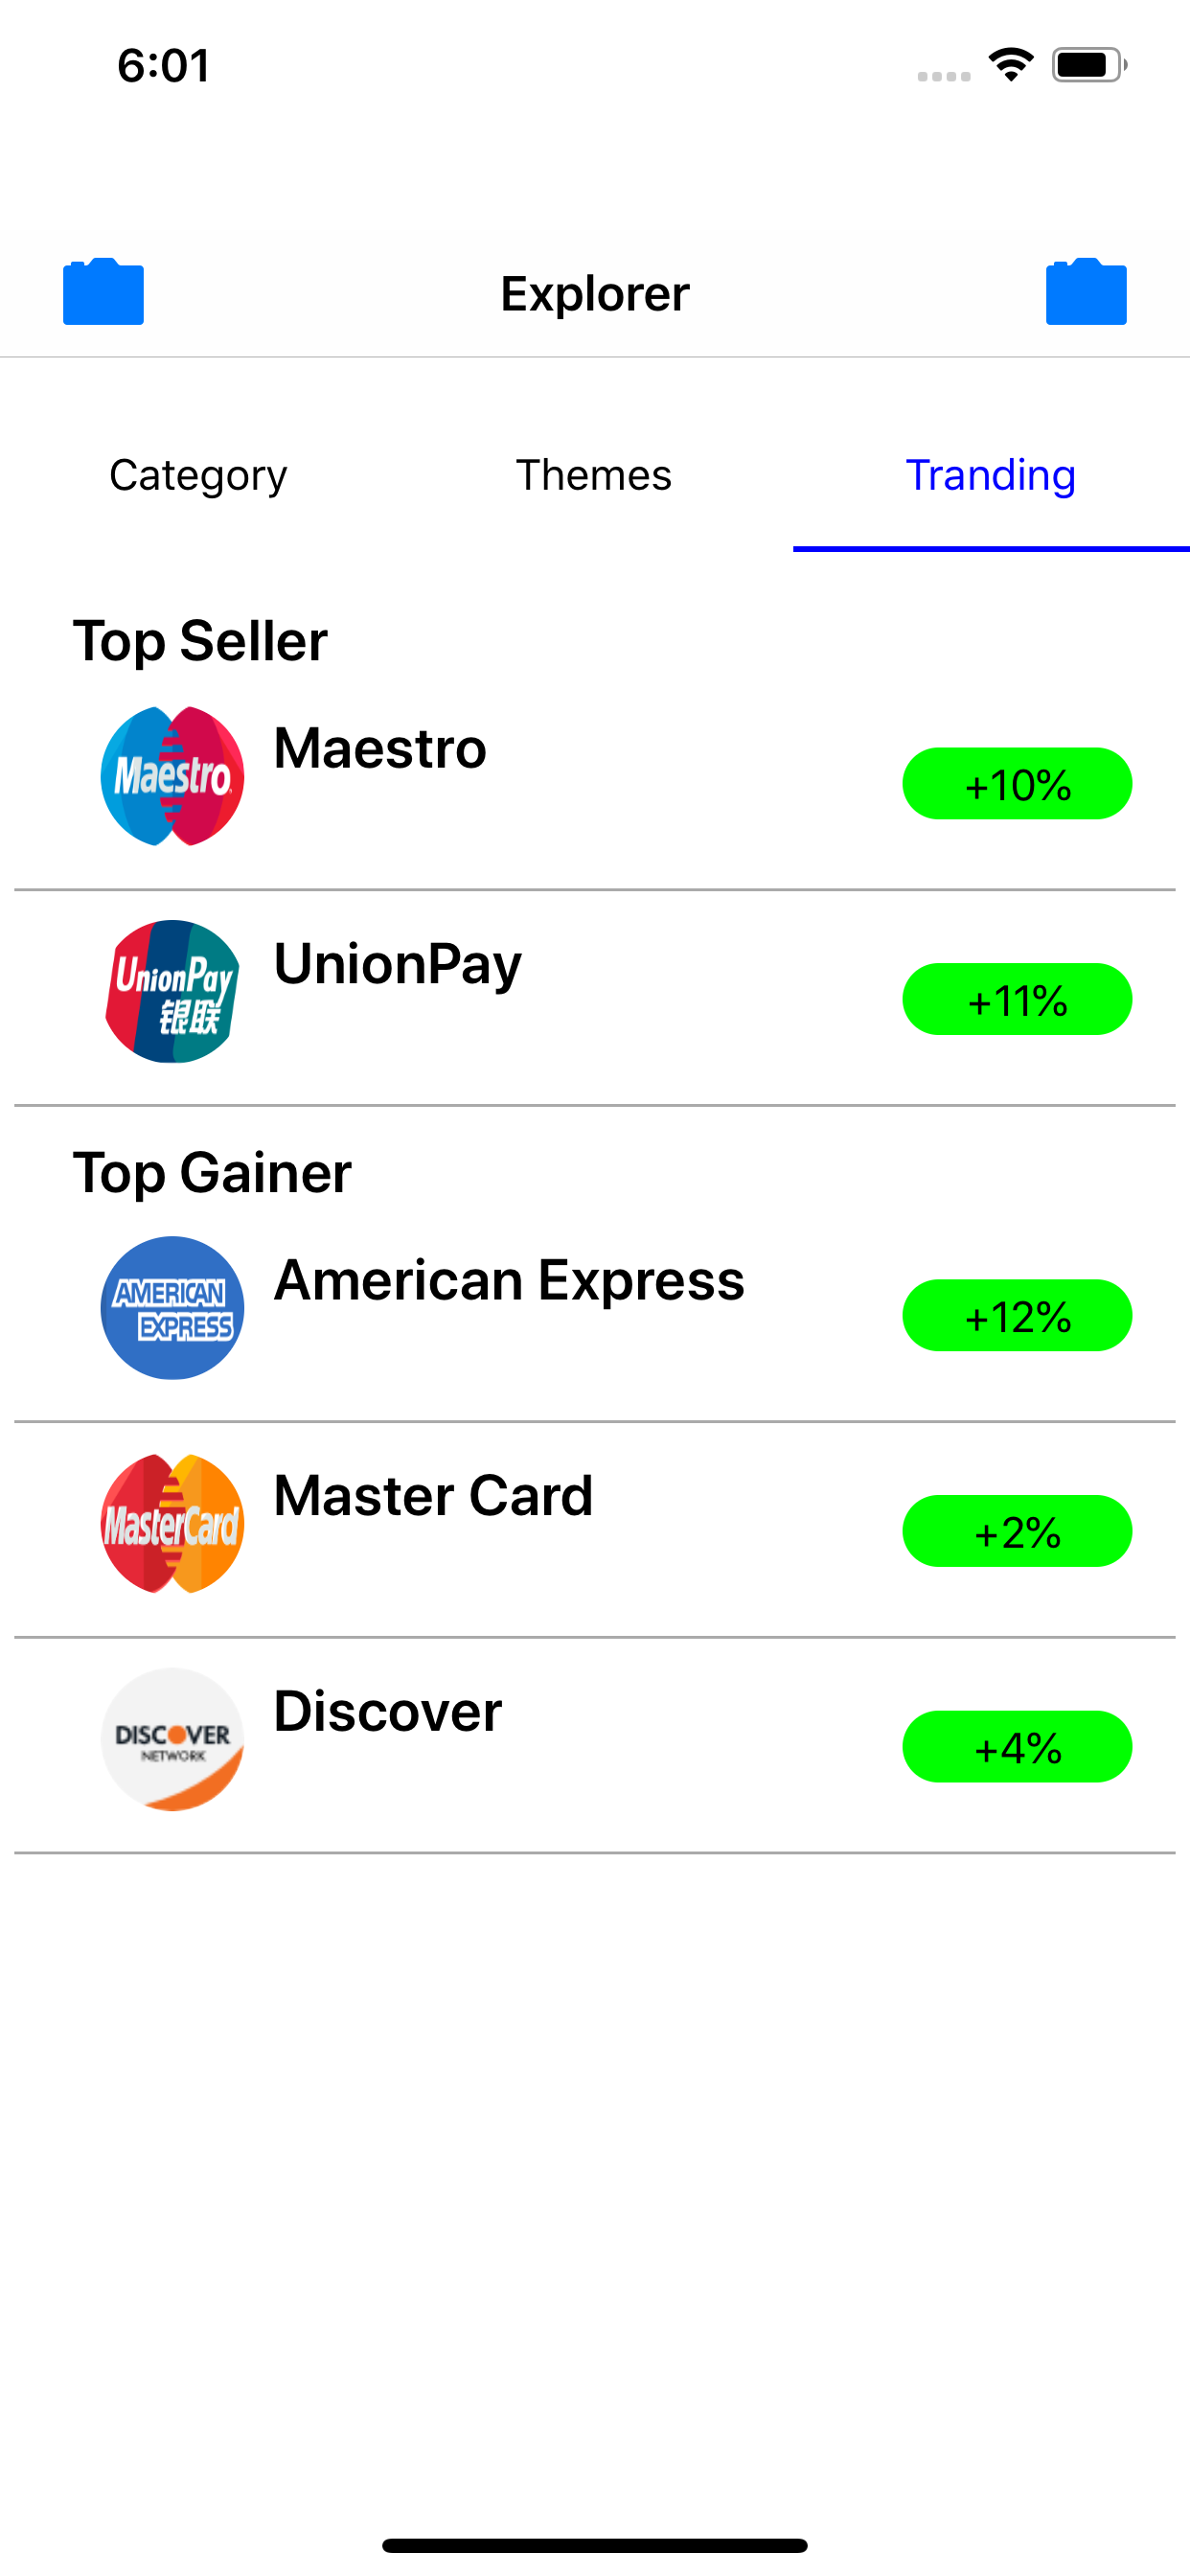 6:01
Explorer
Category Themes Tranding
Top Seller
Maestro
Maestro
+10%
UnionPay
银联
UnionPay
+11%
Top Gainer
AMERICAN
EXPRESS
American Express
+12%
MasterCard
Master Card
+2%
DISCOVER
NETWORK
Discover
+4%